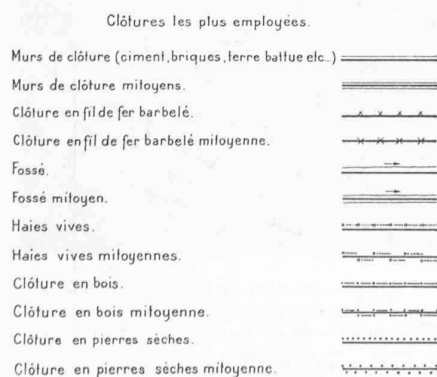 Clôtures les plus employées.
Murs de clôture (ciment, briques, terre battue etc..)
Murs de clôture mitoyens.
Clôture en fil de fer barbelé.
Clôture en fil de fer barbelé mitoyenne.
Fossé.
Fossé mitoyen.
Haies vives.
Haies vives mitoyennes.
Clôture en bois.
Clôture en bois mitoyenne.
Clôture en pierres sèches.
Clôture en pierres sèches mitoyenne.